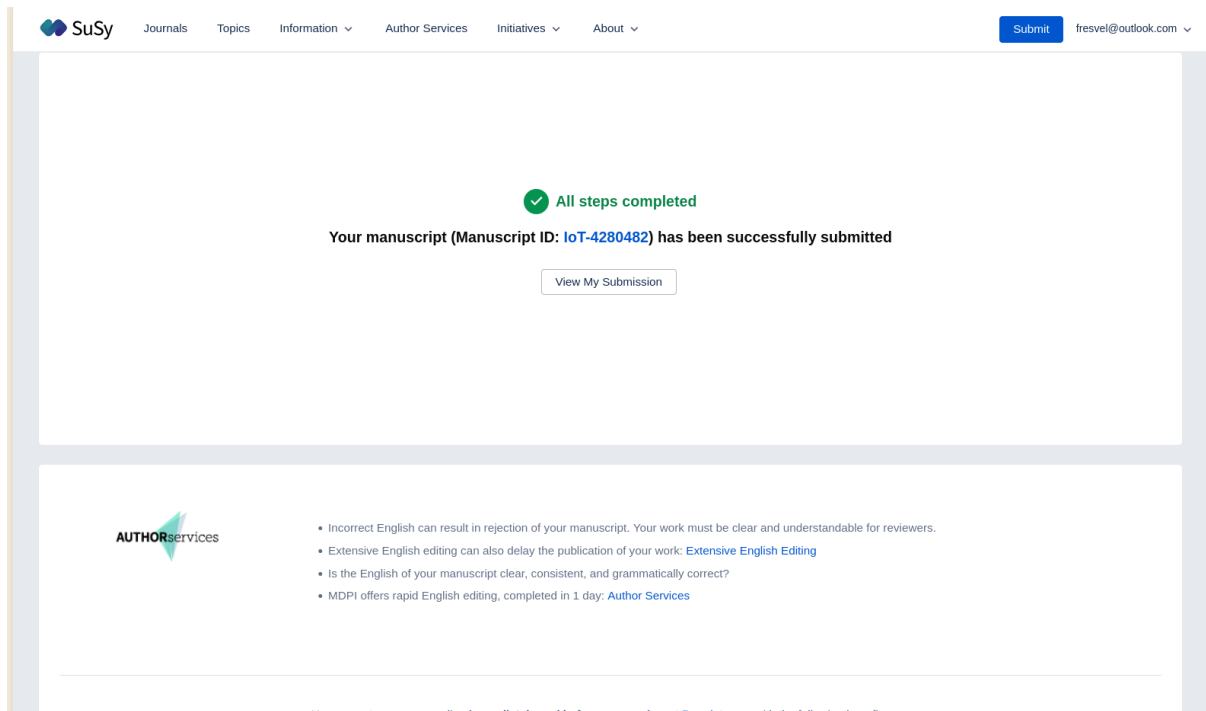 SuSy
Journals
Topics
Information
Author Services
Initiatives
About
Submit
fresvel@outlook.com
All steps completed
Your manuscript (Manuscript ID: IoT-4280482) has been successfully submitted
View My Submission
AUTHORservices
• Incorrect English can result in rejection of your manuscript. Your work must be clear and understandable for reviewers.
• Extensive English editing can also delay the publication of your work: Extensive English Editing
• Is the English of your manuscript clear, consistent, and grammatically correct?
• MDPI offers rapid English editing, completed in 1 day: Author Services